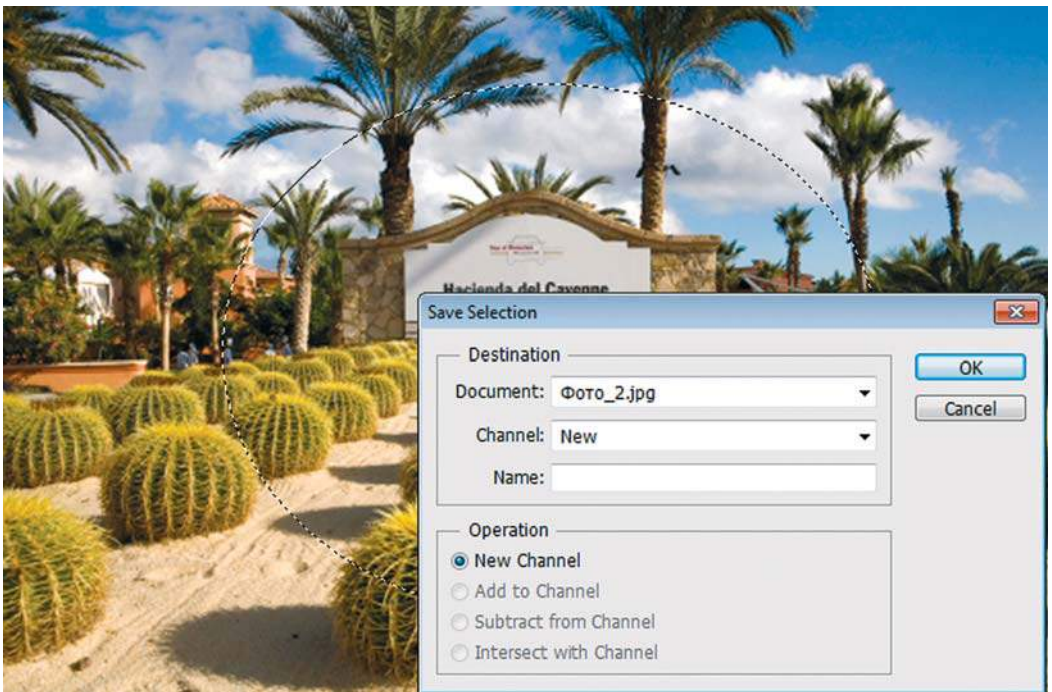 Hacienda del Cayenne
Save Selection
Destination
OK
Document: Фото_2.jpg
Cancel
Channel: New
Name:
Operation
New Channel
Add to Channel
Subtract from Channel
Intersect with Channel